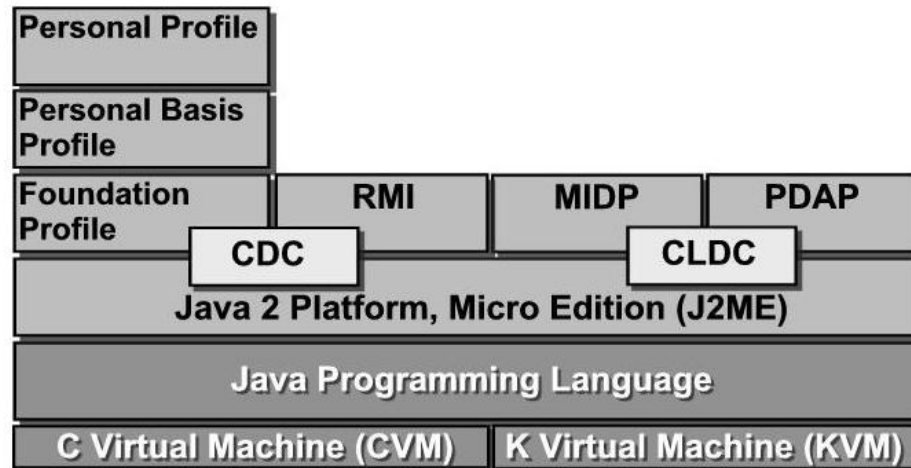 Personal Profile
Personal Basis
Profile
Foundation
Profile
RMI
MIDP
PDAP
CDC
CLDC
Java 2 Platform, Micro Edition (J2ME)
Java Programming Language
C Virtual Machine (CVM)
K Virtual Machine (KVM)